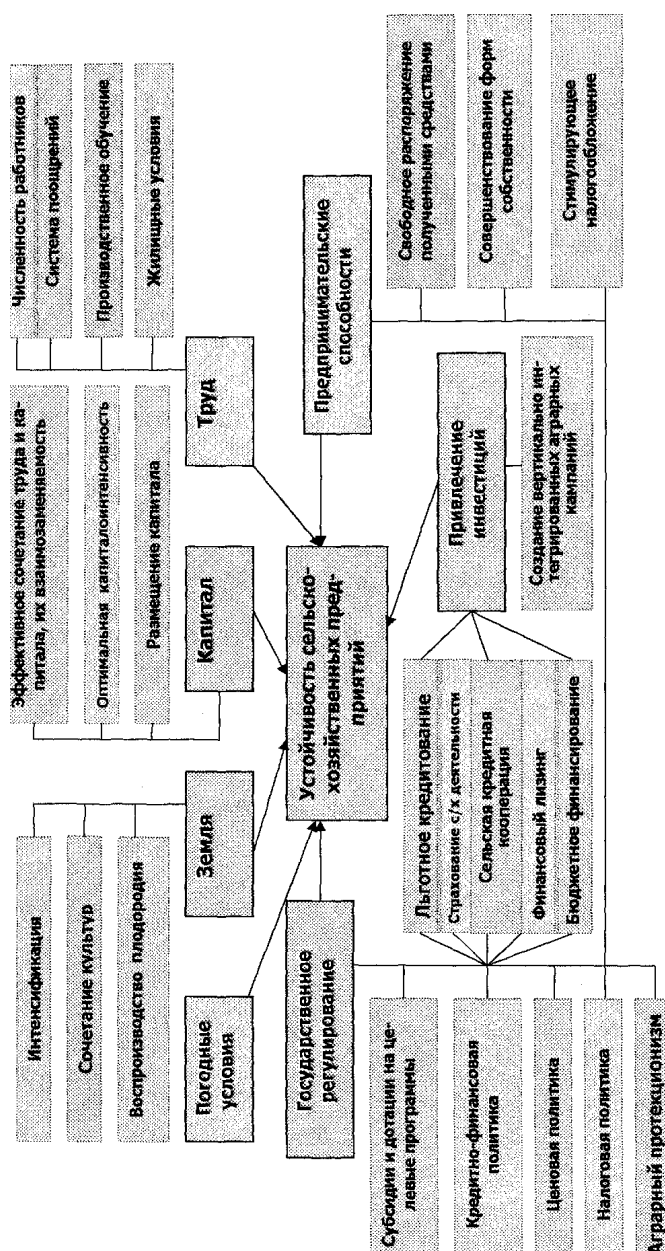 Интенсификация
Сочетание культур
Воспроизводство плодородия
Эффективное сочетание труда и ка-
питала, их взаимозаменяемость
Оптимальная капиталоинтенсивность
Размещение капитала
Численность работников
Система поощрений
Производственное обучение
Жилищные условия
Погодные
условия
Земля
Капитал
Труд
Государственное
регулирование
Устойчивость сельско-
хозяйственных пред-
приятий
Предпринимательские
способности
Субсидии и дотации на це-
левые программы
Кредитно-финансовая
политика
Ценовая политика
Налоговая политика
Аграрный протекционизм
Льготное кредитование
Страхование с/х деятельности
Сельская кредитная
кооперация
Финансовый лизинг
Бюджетное финансирование
Привлечение
инвестиций
Создание вертикально ин-
тегрированных аграрных
кампаний
Свободное распоряжение
полученными средствами
Совершенствование форм
собственности
Стимулирующее
налогообложение